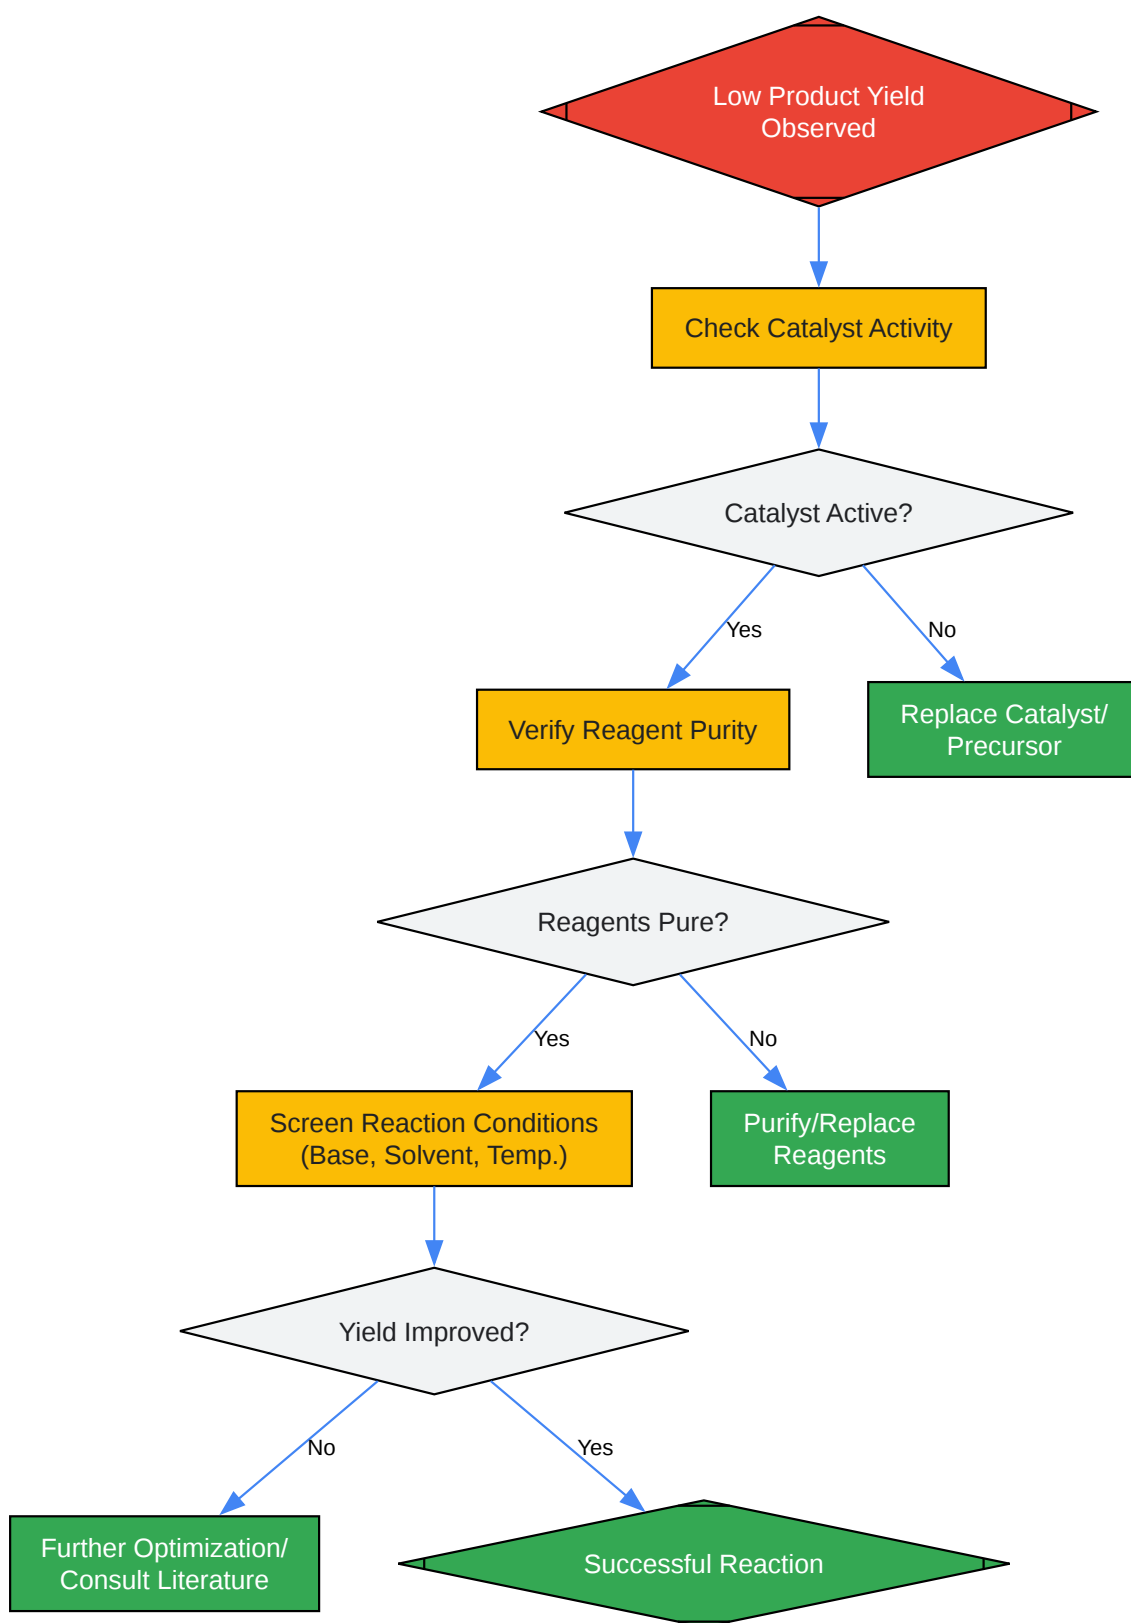 Low Product Yield
Observed
Check Catalyst Activity
Catalyst Active?
Yes
No
Verify Reagent Purity
Replace Catalyst/
Precursor
Reagents Pure?
Yes
No
Screen Reaction Conditions
(Base, Solvent, Temp.)
Purify/Replace
Reagents
Yield Improved?
No
Yes
Further Optimization/
Consult Literature
Successful Reaction